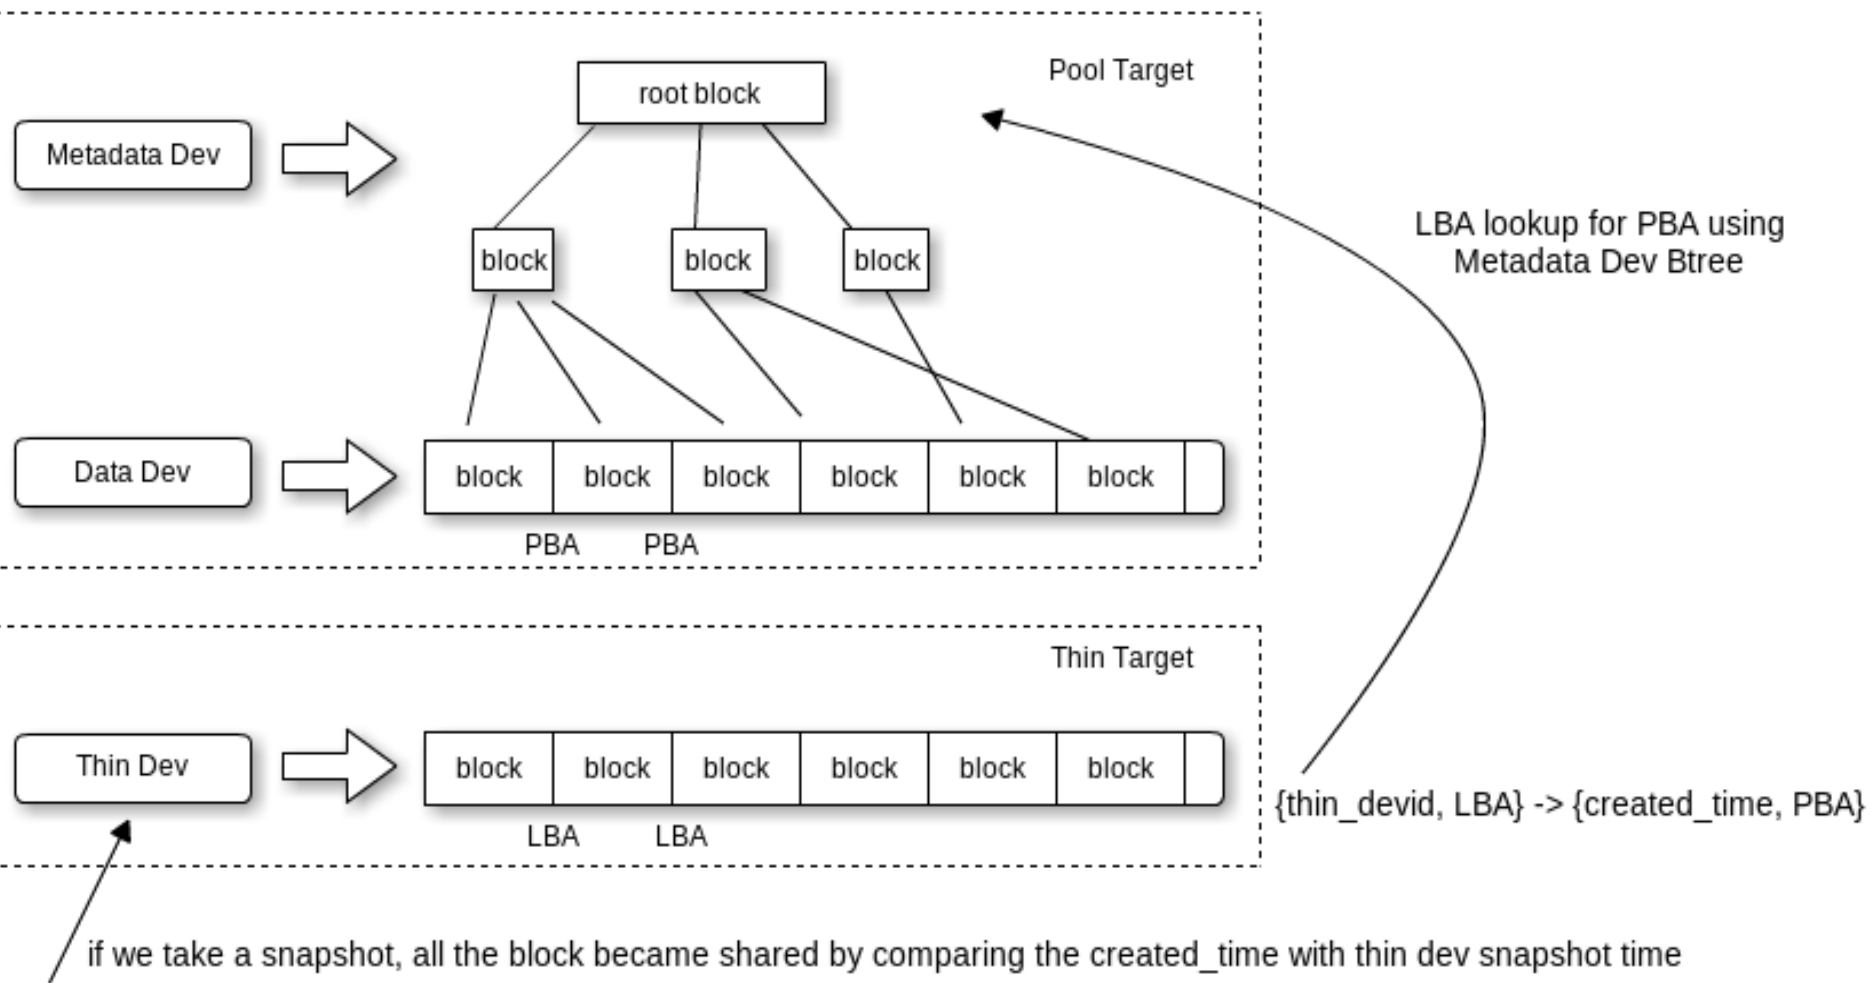 Pool Target
root block
Metadata Dev
LBA lookup for PBA using
Metadata Dev Btree
block block block
Data Dev
block block block block block block
PBA PBA
Thin Target
Thin Dev
block block block block block block
{thin_devid, LBA} -> {created_time, PBA}
LBA LBA
if we take a snapshot, all the block became shared by comparing the created_time with thin dev snapshot time